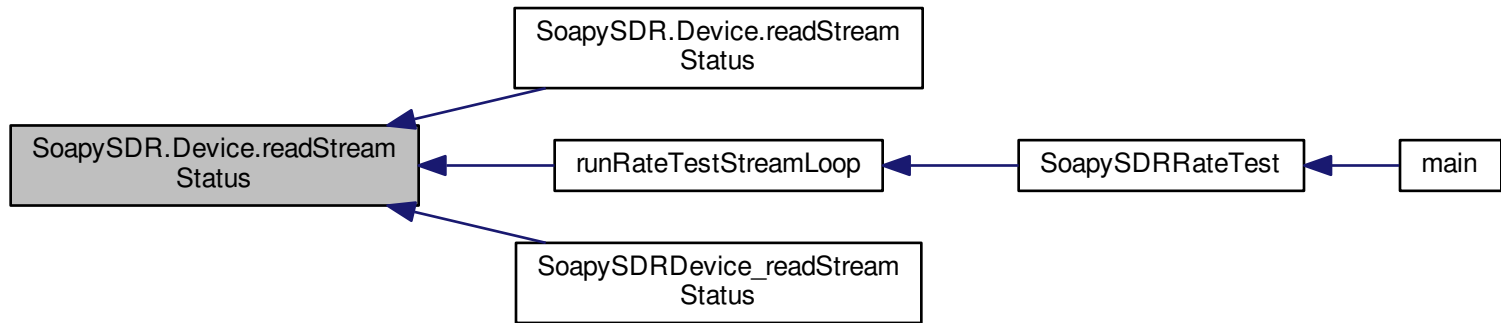 SoapySDR.Device.readStream
Status
SoapySDR.Device.readStream
Status
runRateTestStreamLoop
SoapySDRRateTest
main
SoapySDRDevice_readStream
Status